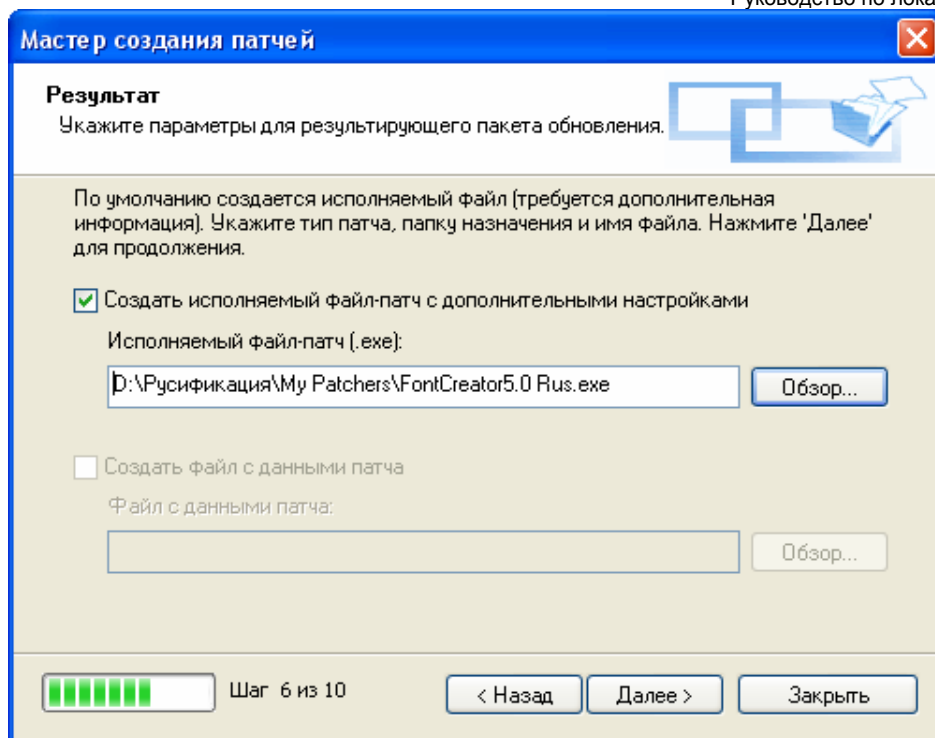 Руководство по лока
Мастер создания патчей
Результат
Укажите параметры для результирующего пакета обновления.
По умолчанию создается исполняемый файл (требуется дополнительная
информация). Укажите тип патча, папку назначения и имя файла. Нажмите 'Далее'
для продолжения.
Создать исполняемый файл-патч с дополнительными настройками
Исполняемый файл-патч (.exe):
D:\Русификация\My Patchers\FontCreator5.0 Rus.exe
Обзор...
Создать файл с данными патча
Файл с данными патча:
Обзор...
Шаг 6 из 10
< Назад
Далее >
Закрыть